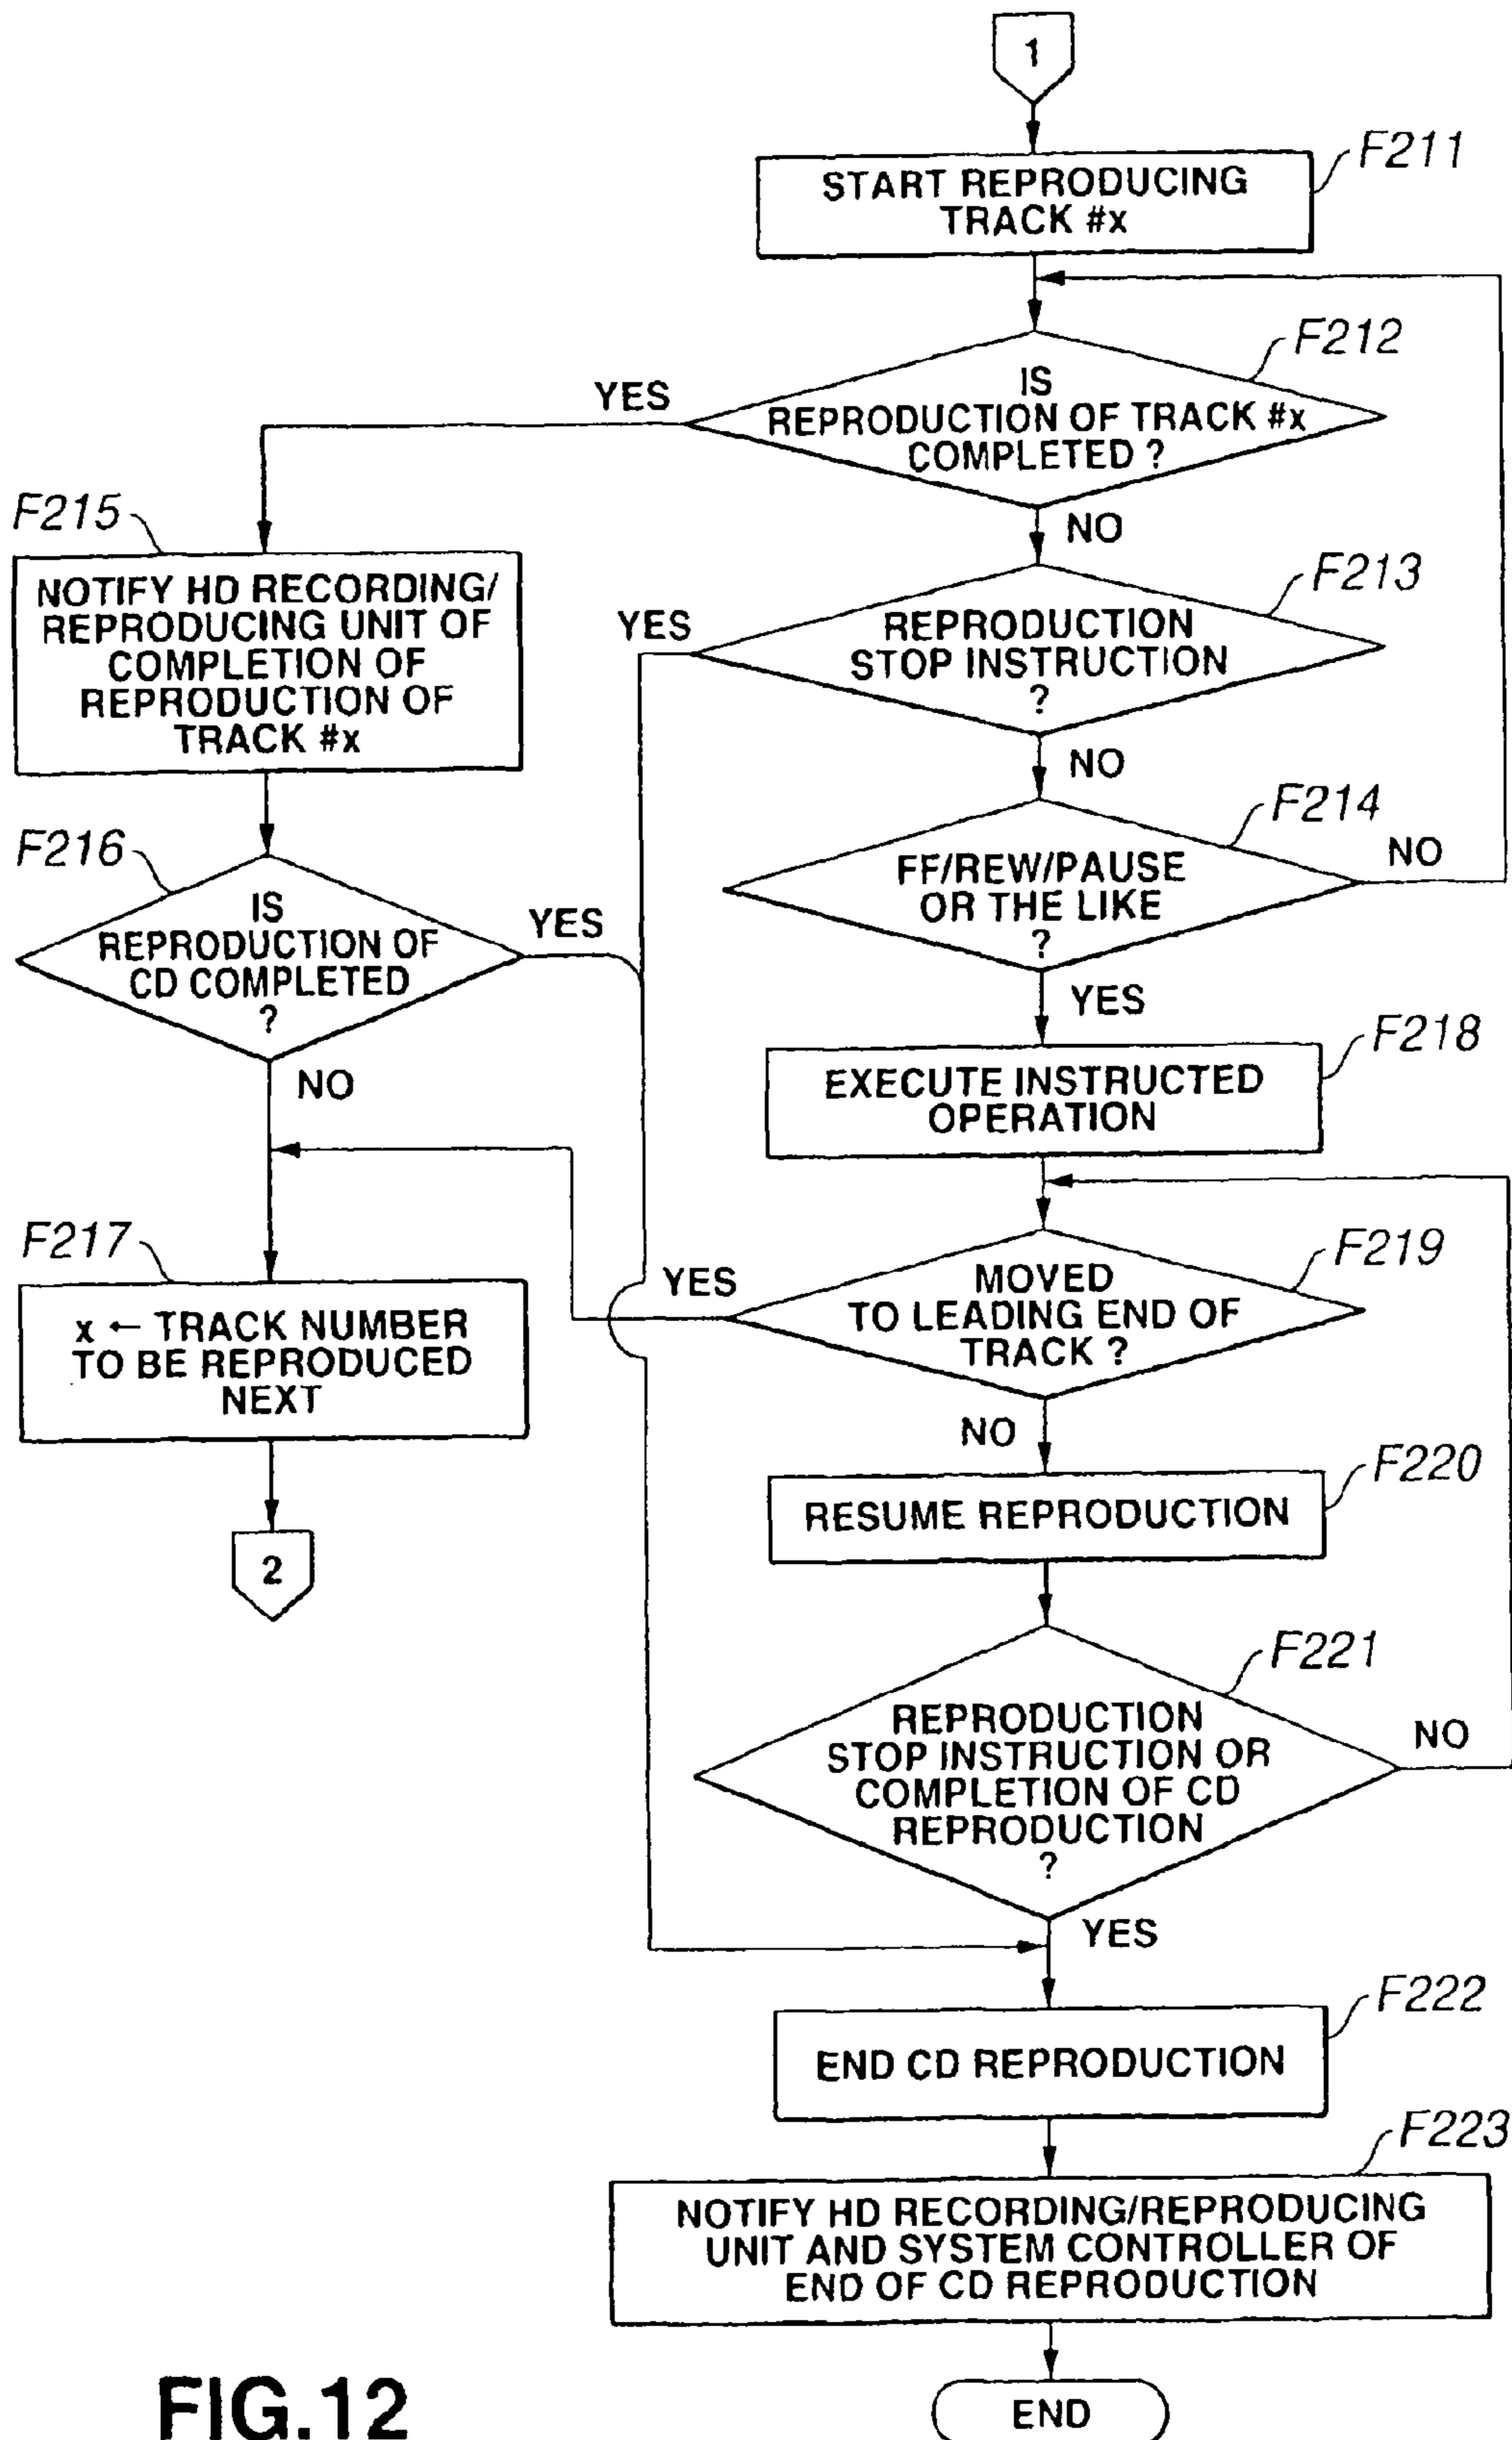 1
F211
START REPRODUCING
TRACK #x
F212
IS
REPRODUCTION OF TRACK #x
COMPLETED ?
YES
NO
F215
NOTIFY HD RECORDING/
REPRODUCING UNIT OF
COMPLETION OF
REPRODUCTION OF
TRACK #x
F213
REPRODUCTION
STOP INSTRUCTION
?
YES
NO
F214
FF/REW/PAUSE
OR THE LIKE
?
NO
YES
F216
IS
REPRODUCTION OF
CD COMPLETED
?
YES
NO
F218
EXECUTE INSTRUCTED
OPERATION
F217
x ← TRACK NUMBER
TO BE REPRODUCED
NEXT
2
F219
MOVED
TO LEADING END OF
TRACK ?
YES
NO
F220
RESUME REPRODUCTION
F221
REPRODUCTION
STOP INSTRUCTION OR
COMPLETION OF CD
REPRODUCTION
?
NO
YES
F222
END CD REPRODUCTION
F223
NOTIFY HD RECORDING/REPRODUCING
UNIT AND SYSTEM CONTROLLER OF
END OF CD REPRODUCTION
END
FIG.12